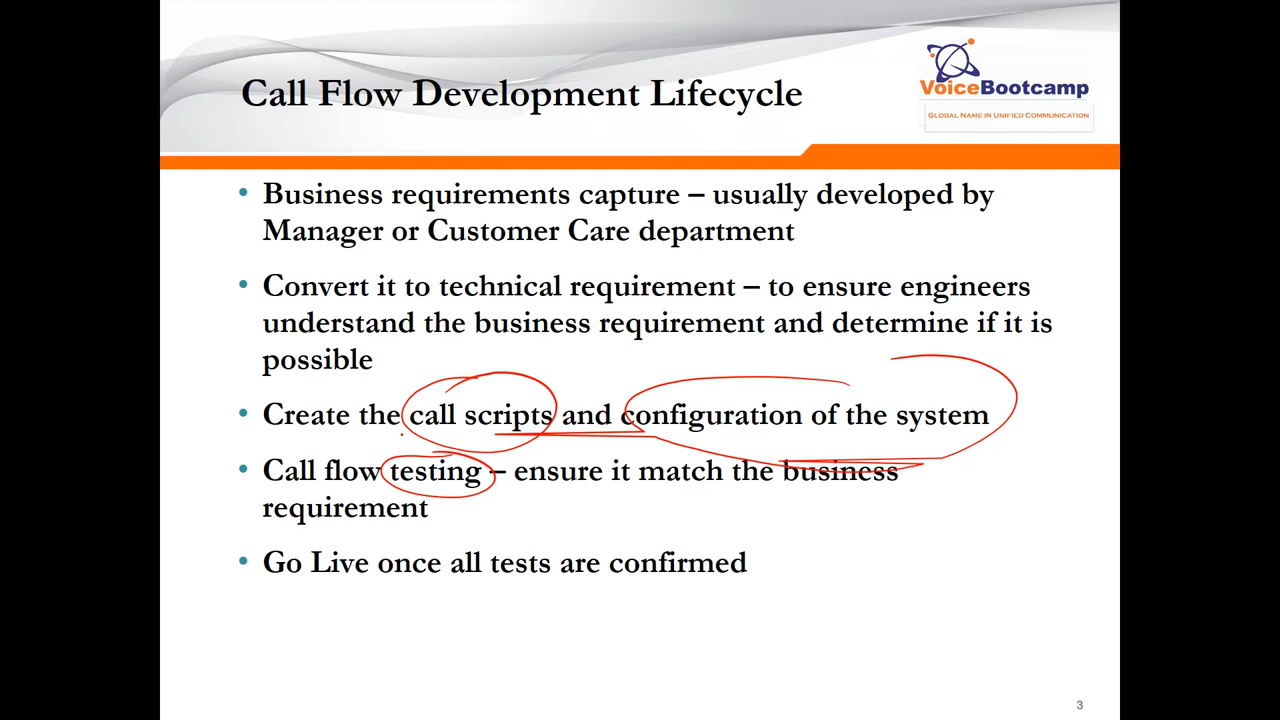 Call Flow Development Lifecycle
VoiceBootcamp
GLOBAL NAME IN UNIFIED COMMUNICATION
• Business requirements capture – usually developed by
Manager or Customer Care department
• Convert it to technical requirement – to ensure engineers
understand the business requirement and determine if it is
possible
• Create the call scripts and configuration of the system
• Call flow testing – ensure it match the business
requirement
• Go Live once all tests are confirmed
3